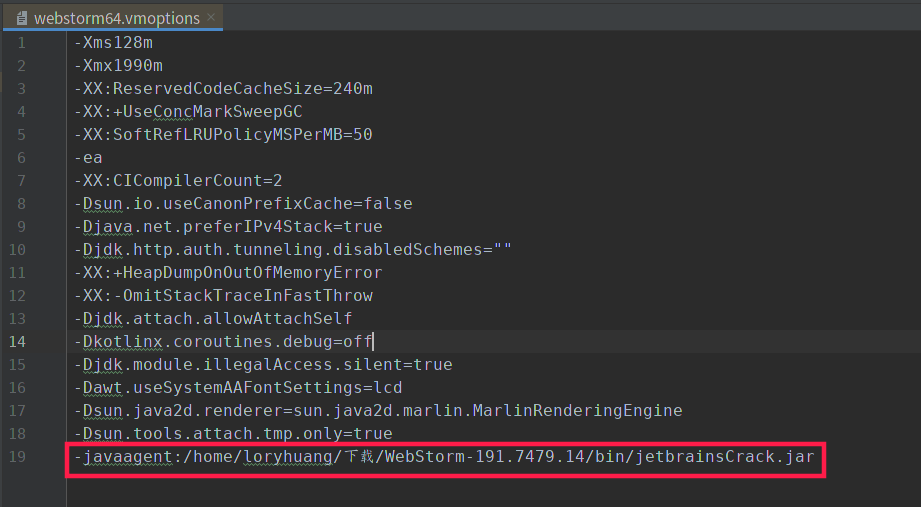 webstorm64.vmoptions
1 -Xms128m
2 -Xmx1990m
3 -XX:ReservedCodeCacheSize=240m
4 -XX:+UseConcMarkSweepGC
5 -XX:SoftRefLRUPolicyMSPerMB=50
6 -ea
7 -XX:CICompilerCount=2
8 -Dsun.io.useCanonPrefixCache=false
9 -Djava.net.preferIPv4Stack=true
10 -Djdk.http.auth.tunneling.disabledSchemes=""
11 -XX:+HeapDumpOnOutOfMemoryError
12 -XX:-OmitStackTraceInFastThrow
13 -Djdk.attach.allowAttachSelf
14 -Dkotlinx.coroutines.debug=off
15 -Djdk.module.illegalAccess.silent=true
16 -Dawt.useSystemAAFontSettings=lcd
17 -Dsun.java2d.renderer=sun.java2d.marlin.MarlinRenderingEngine
18 -Dsun.tools.attach.tmp.only=true
19 -javaagent:/home/loryhuang/下载/WebStorm-191.7479.14/bin/jetbrainsCrack.jar